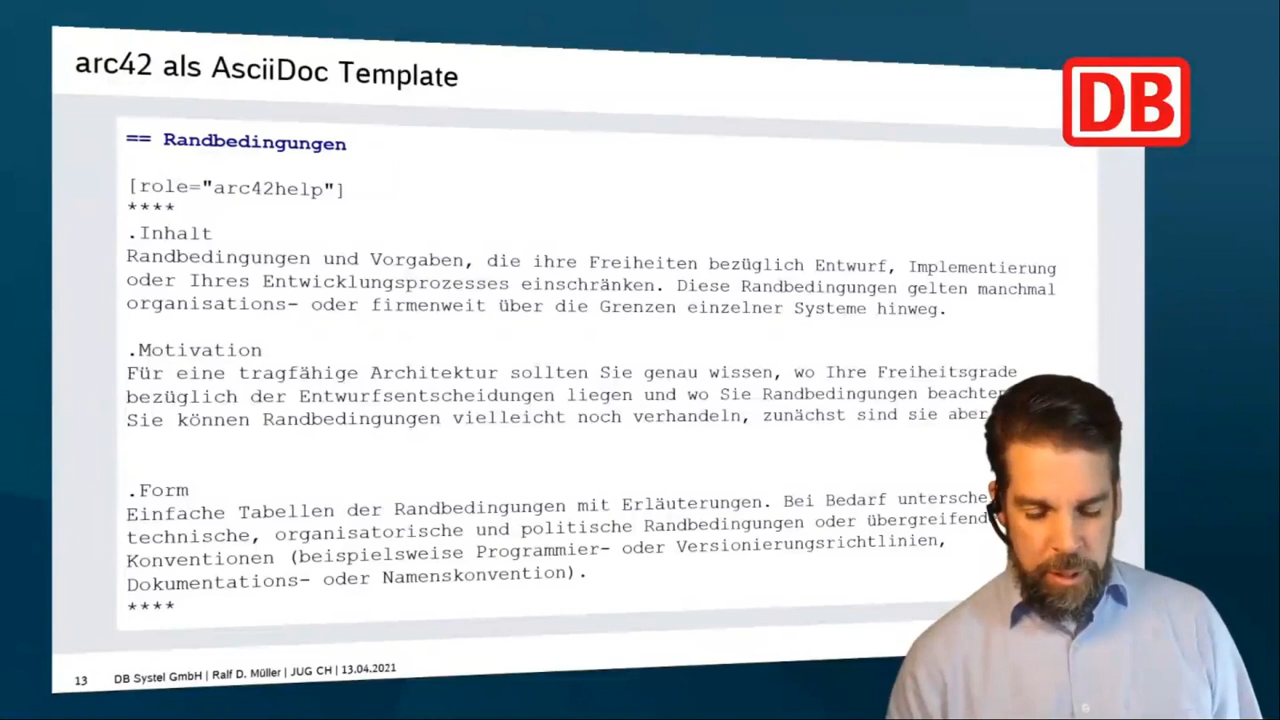 arc42 als AsciiDoc Template
DB
== Randbedingungen
[role="arc42help"]
****
.Inhalt
Randbedingungen und Vorgaben, die ihre Freiheiten bezüglich Entwurf, Implementierung
oder Ihres Entwicklungsprozesses einschränken. Diese Randbedingungen gelten manchmal
organisations- oder firmenweit über die Grenzen einzelner Systeme hinweg.
.Motivation
Für eine tragfähige Architektur sollten Sie genau wissen, wo Ihre Freiheitsgrade
bezüglich der Entwurfsentscheidungen liegen und wo Sie Randbedingungen
Sie können Randbedingungen vielleicht noch verhandeln, zunächst sind sie aber
.Form
Einfache Tabellen der Randbedingungen mit Erläuterungen. Bei Bedarf
technische, organisatorische und politische Randbedingungen oder
Konventionen (beispielsweise Programmier- oder Versionierungsrichtlinien,
Dokumentations- oder Namenskonvention).
****
13 DB Systel GmbH | Ralf D. Müller | JUG CH | 13.04.2021